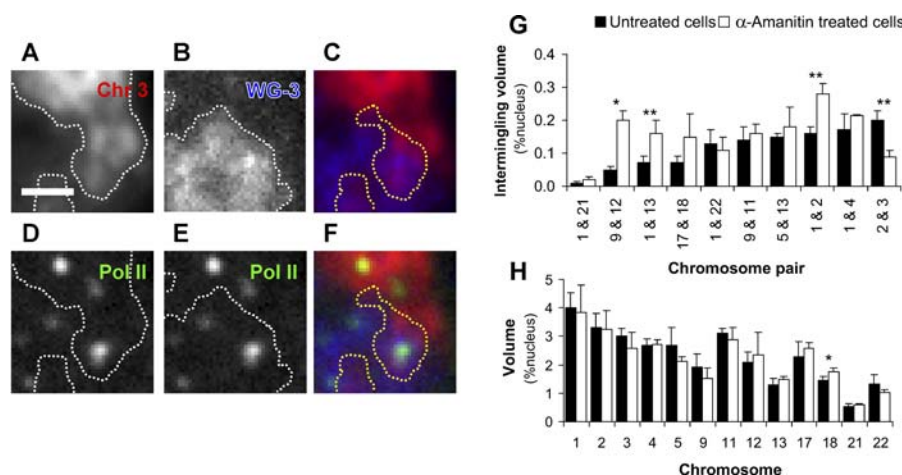 A
B
C
Chr 3
WG-3
D
E
F
Pol II
Pol II
G
Untreated cells
α-Amanitin treated cells
Intermingling volume
(%nucleus)
0.4
0.3
0.2
0.1
0.0
*
**
**
**
1 & 21
9 & 12
1 & 13
17 & 18
1 & 22
9 & 11
5 & 13
1 & 2
1 & 4
2 & 3
Chromosome pair
H
Volume
(%nucleus)
5
4
3
2
1
0
*
1 2 3 4 5 9 11 12 13 17 18 21 22
Chromosome